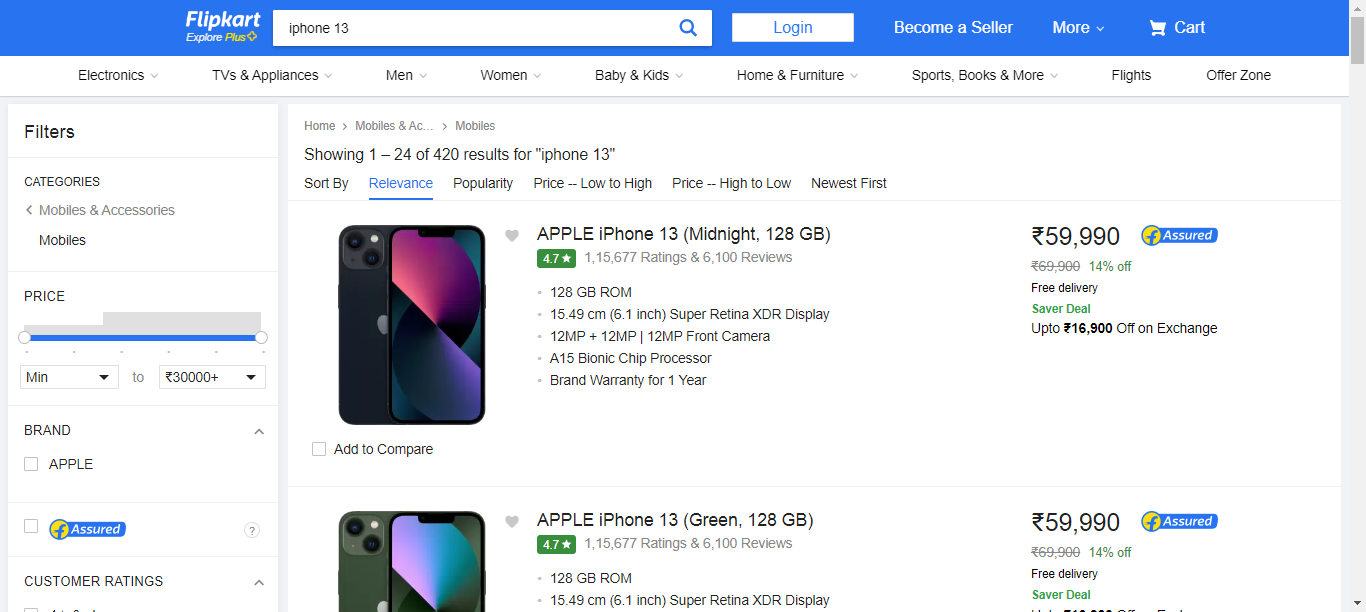 Flipkart
Explore Plus
iphone 13
Login
Become a Seller
More
Cart
Electronics
TVs & Appliances
Men
Women
Baby & Kids
Home & Furniture
Sports, Books & More
Flights
Offer Zone
Filters
CATEGORIES
Mobiles & Accessories
Mobiles
PRICE
Min
to
₹30000+
BRAND
APPLE
Assured
?
CUSTOMER RATINGS
Home
Mobiles & Ac...
Mobiles
Showing 1 – 24 of 420 results for "iphone 13"
Sort By
Relevance
Popularity
Price -- Low to High
Price -- High to Low
Newest First
APPLE iPhone 13 (Midnight, 128 GB)
4.7★ 1,15,677 Ratings & 6,100 Reviews
128 GB ROM
15.49 cm (6.1 inch) Super Retina XDR Display
12MP + 12MP | 12MP Front Camera
A15 Bionic Chip Processor
Brand Warranty for 1 Year
₹59,990
Assured
₹69,900 14% off
Free delivery
Saver Deal
Upto ₹16,900 Off on Exchange
Add to Compare
APPLE iPhone 13 (Green, 128 GB)
4.7★ 1,15,677 Ratings & 6,100 Reviews
128 GB ROM
15.49 cm (6.1 inch) Super Retina XDR Display
₹59,990
Assured
₹69,900 14% off
Free delivery
Saver Deal